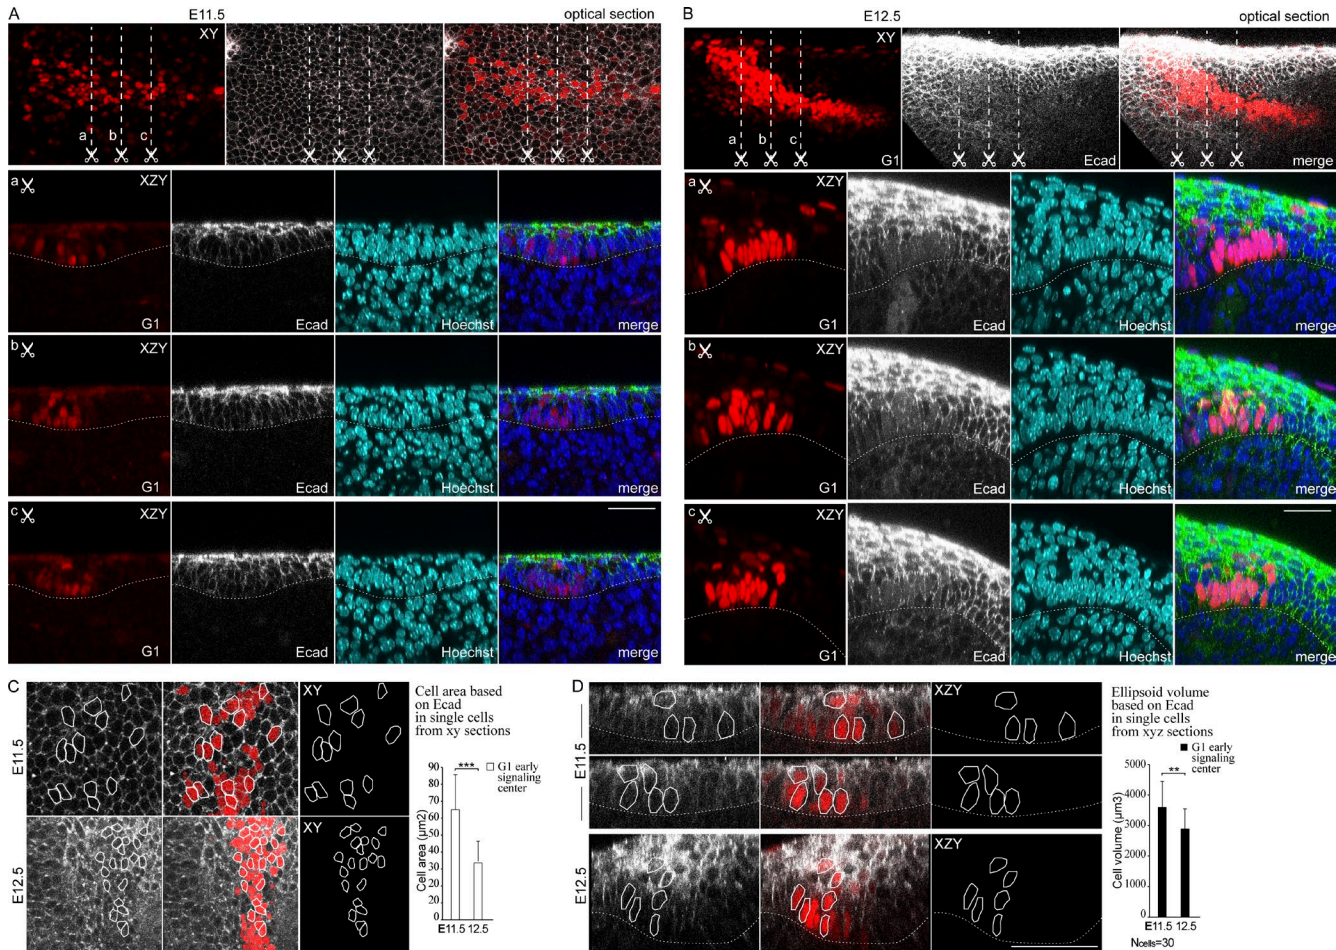 A E11.5 optical section
XY
a b c
a XZY
G1 Ecad Hoechst merge
b XZY
G1 Ecad Hoechst merge
c XZY
G1 Ecad Hoechst merge
B E12.5 optical section
XY
a b c
G1 Ecad merge
a XZY
G1 Ecad Hoechst merge
b XZY
G1 Ecad Hoechst merge
c XZY
G1 Ecad Hoechst merge
C
E11.5
XY
E12.5
XY
Cell area based
on Ecad
in single cells
from xy sections
G1 early
signaling
center
***
Cell area (µm2)
90
80
70
60
50
40
30
20
10
0
E11.5 12.5
D
E11.5
XZY
E12.5
XZY
Ellipsoid volume
based on Ecad
in single cells
from xyz sections
G1 early
signaling
center
**
Cell volume (µm3)
5000
4000
3000
2000
1000
0
E11.5 12.5
Ncells=30